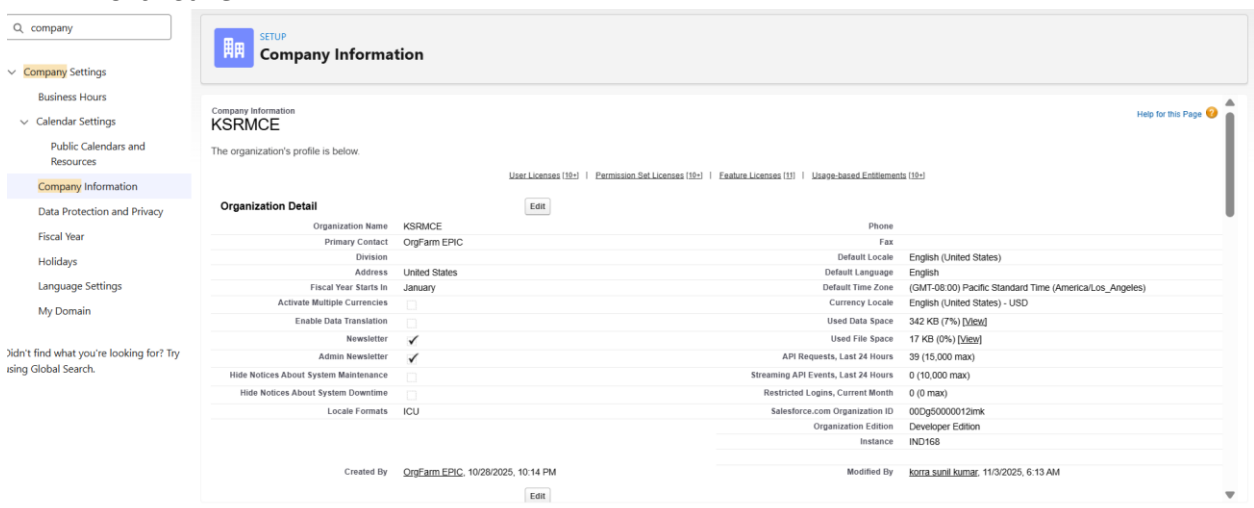 company
Company Settings
Business Hours
Calendar Settings
Public Calendars and
Resources
Company Information
Data Protection and Privacy
Fiscal Year
Holidays
Language Settings
My Domain
Didn't find what you're looking for? Try
using Global Search.
SETUP
Company Information
Company Information
KSRMCE
Help for this Page
The organization's profile is below.
User Licenses [10+] | Permission Set Licenses [10+] | Feature Licenses [11] | Usage-based Entitlements [10+]
Organization Detail Edit
Organization Name KSRMCE Phone
Primary Contact OrgFarm EPIC Fax
Division Default Locale English (United States)
Address United States Default Language English
Fiscal Year Starts In January Default Time Zone (GMT-08:00) Pacific Standard Time (America/Los_Angeles)
Activate Multiple Currencies Currency Locale English (United States) - USD
Enable Data Translation Used Data Space 342 KB (7%) [View]
Newsletter Used File Space 17 KB (0%) [View]
Admin Newsletter API Requests, Last 24 Hours 39 (15,000 max)
Hide Notices About System Maintenance Streaming API Events, Last 24 Hours 0 (10,000 max)
Hide Notices About System Downtime Restricted Logins, Current Month 0 (0 max)
Locale Formats ICU Salesforce.com Organization ID 00Dg50000012imk
Organization Edition Developer Edition
Instance IND168
Created By OrgFarm EPIC, 10/28/2025, 10:14 PM Modified By korra sunil kumar, 11/3/2025, 6:13 AM
Edit